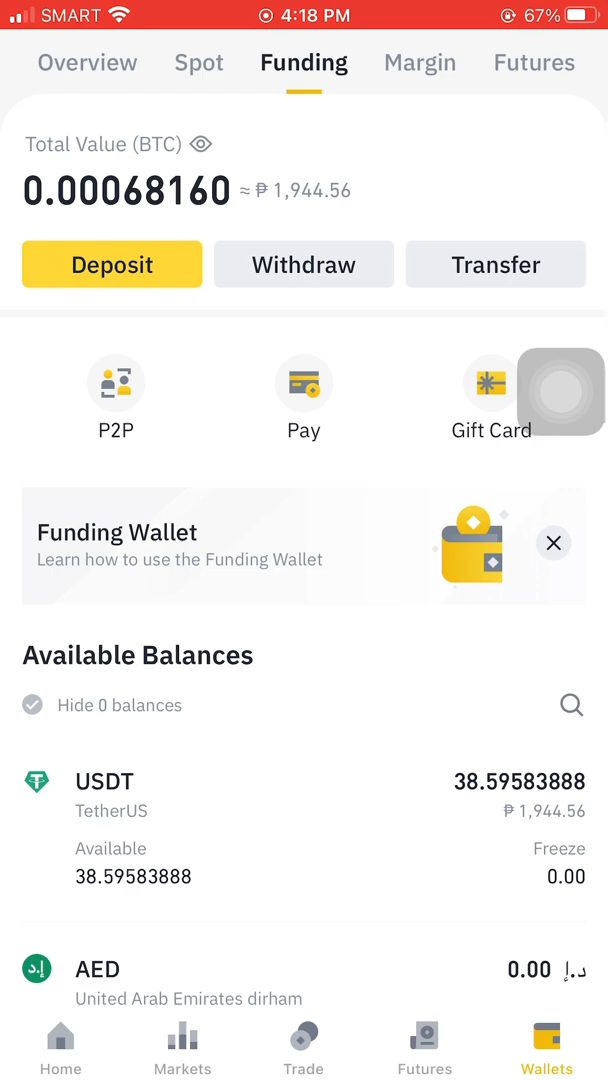 SMART 4:18 PM 67%
Overview Spot Funding Margin Futures
Total Value (BTC)
0.00068160 ≈ ₱ 1,944.56
Deposit Withdraw Transfer
P2P Pay Gift Card
Funding Wallet
Learn how to use the Funding Wallet
Available Balances
Hide 0 balances
USDT 38.59583888
TetherUS ₱ 1,944.56
Available Freeze
38.59583888 0.00
د.إ AED 0.00 د.إ
United Arab Emirates dirham
Home Markets Trade Futures Wallets